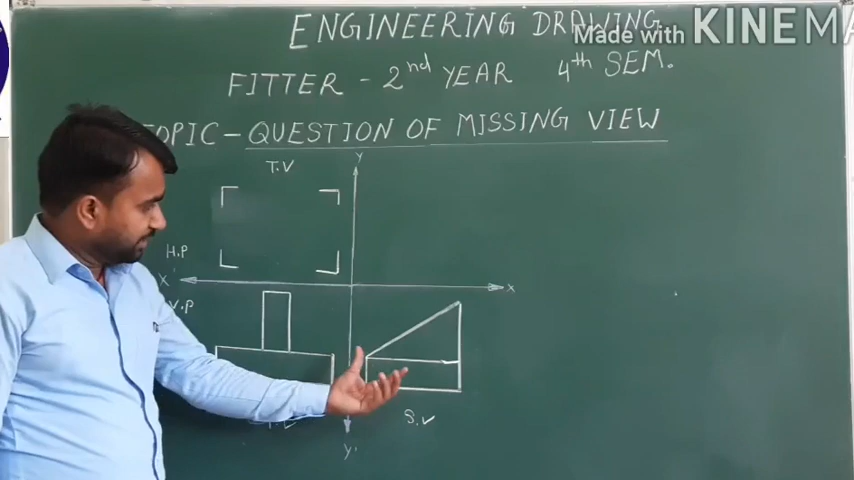 ENGINEERING DRAWING
Made with KINEMA
FITTER - 2nd YEAR 4th SEM.
TOPIC - QUESTION OF MISSING VIEW
T.V
Y
H.P
X'
X
V.P
S.V
Y'